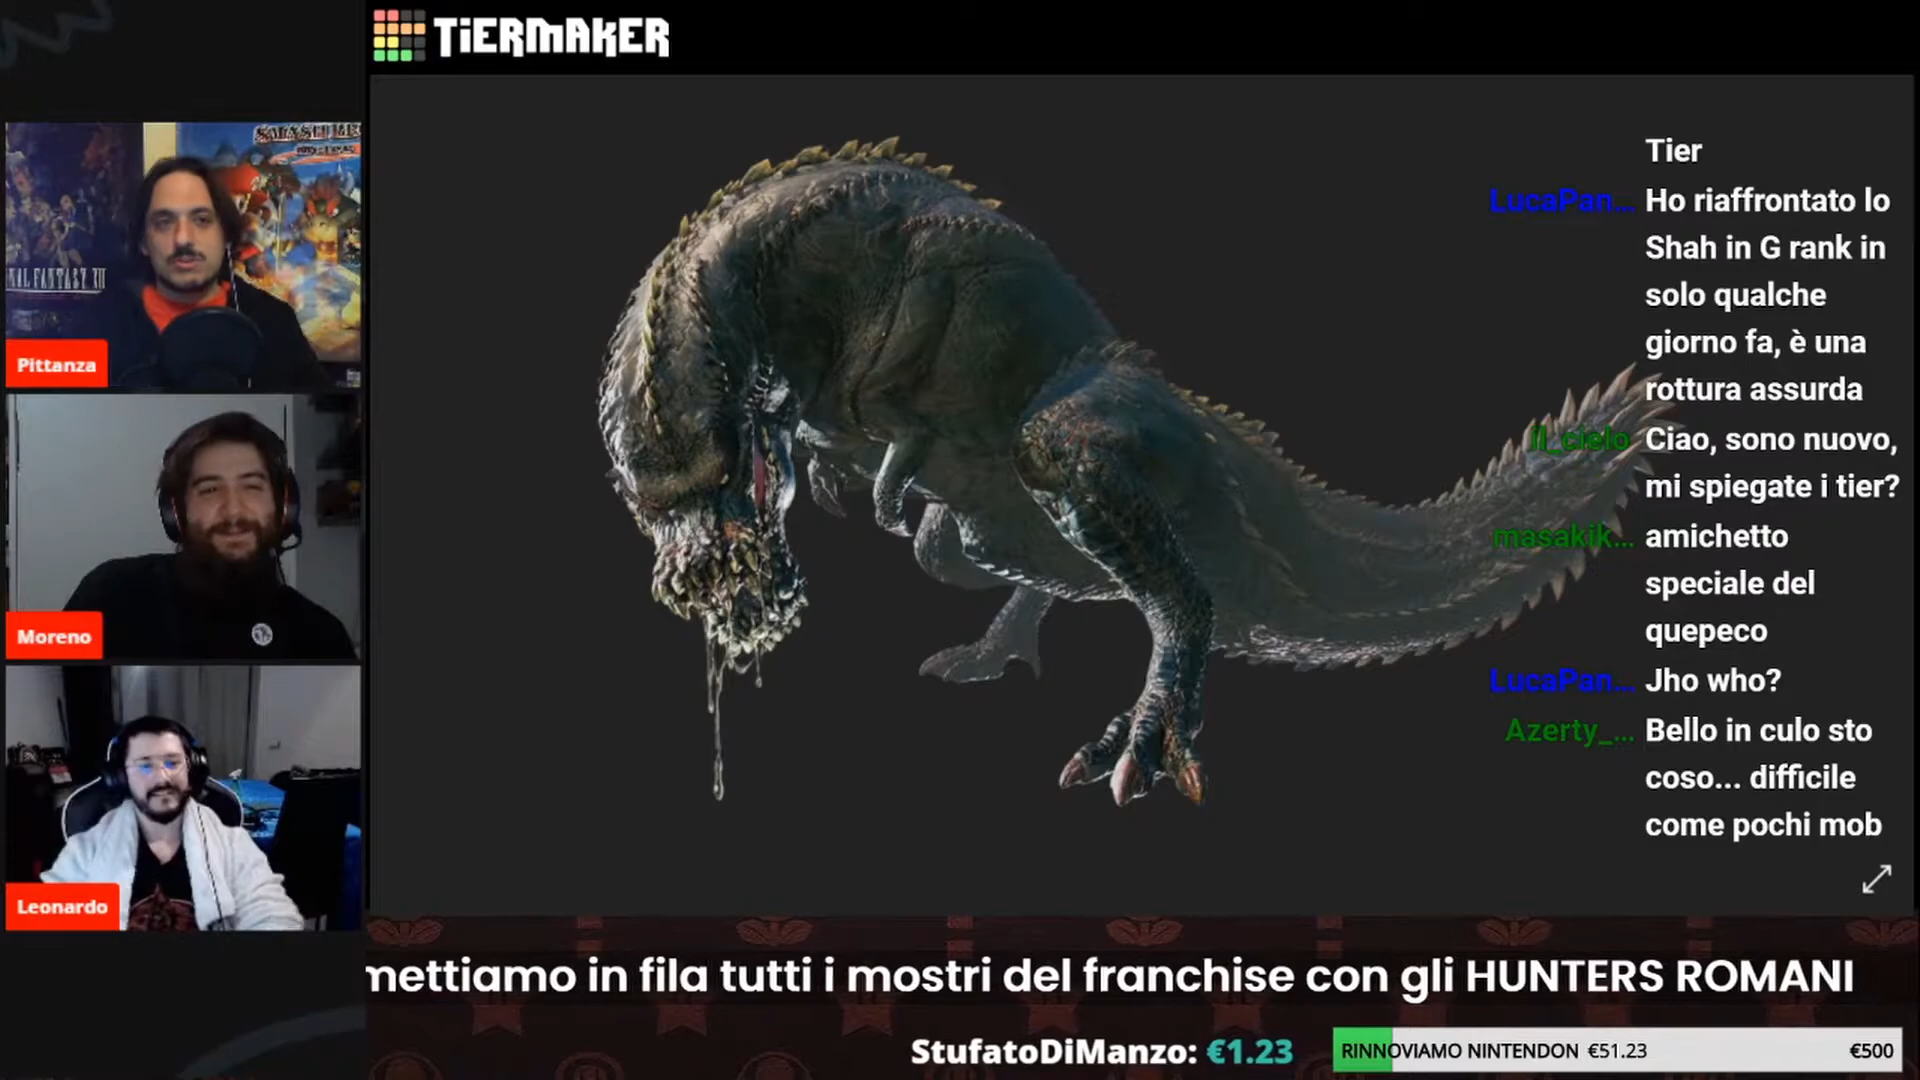 TiERMAKER
Tier
LucaPan... Ho riaffrontato lo
Shah in G rank in
solo qualche
giorno fa, è una
rottura assurda
il_cielo Ciao, sono nuovo,
mi spiegate i tier?
masakik... amichetto
speciale del
quepeco
LucaPan... Jho who?
Azerty_... Bello in culo sto
coso... difficile
come pochi mob
Pittanza
Moreno
Leonardo
mettiamo in fila tutti i mostri del franchise con gli HUNTERS ROMANI
StufatoDiManzo: €1.23
RINNOVIAMO NINTENDON €51.23 €500